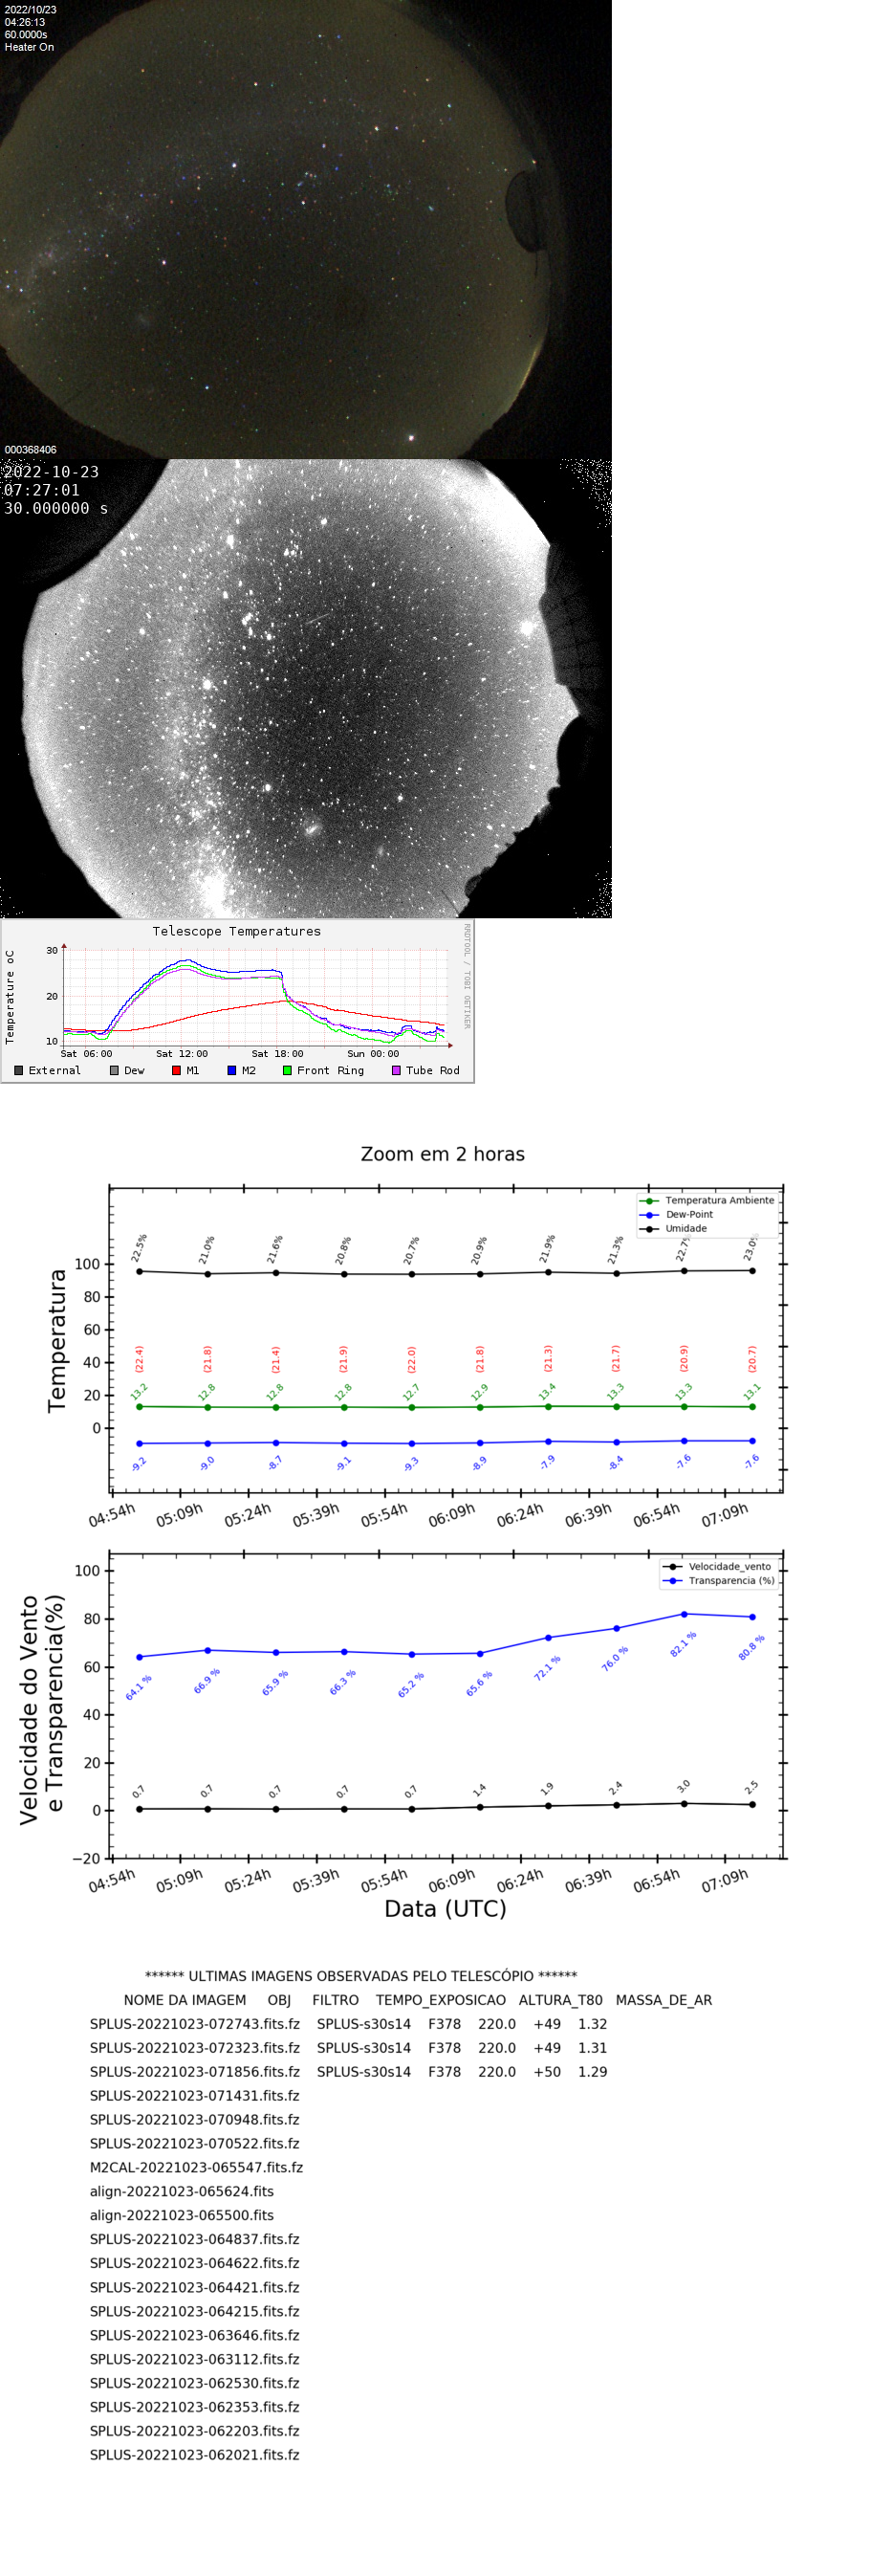 2022/10/23
04:26:13
60.0000s
Heater On
000368406
2022-10-23
07:27:01
30.000000 s
Telescope Temperatures
RRDTOOL / TOBI OETIKER
Temperature oC
30
20
10
Sat 06:00 Sat 12:00 Sat 18:00 Sun 00:00
External Dew M1 M2 Front Ring Tube Rod
Zoom em 2 horas
Temperatura Ambiente
Dew-Point
Umidade
22.5% 21.0% 21.6% 20.8% 20.7% 20.9% 21.9% 21.3% 22.7% 23.0%
Temperatura
100
80
60
40
20
0
(22.4) (21.8) (21.4) (21.9) (22.0) (21.8) (21.3) (21.7) (20.9) (20.7)
13.2 12.8 12.8 12.8 12.7 12.9 13.4 13.3 13.3 13.1
-9.2 -9.0 -8.7 -9.1 -9.3 -8.9 -7.9 -8.4 -7.6 -7.6
04:54h 05:09h 05:24h 05:39h 05:54h 06:09h 06:24h 06:39h 06:54h 07:09h
Velocidade_vento
Transparencia (%)
Velocidade do Vento
e Transparencia(%)
100
80
60
40
20
0
−20
64.1 % 66.9 % 65.9 % 66.3 % 65.2 % 65.6 % 72.1 % 76.0 % 82.1 % 80.8 %
0.7 0.7 0.7 0.7 0.7 1.4 1.9 2.4 3.0 2.5
04:54h 05:09h 05:24h 05:39h 05:54h 06:09h 06:24h 06:39h 06:54h 07:09h
Data (UTC)
****** ULTIMAS IMAGENS OBSERVADAS PELO TELESCÓPIO ******
NOME DA IMAGEM OBJ FILTRO TEMPO_EXPOSICAO ALTURA_T80 MASSA_DE_AR
SPLUS-20221023-072743.fits.fz SPLUS-s30s14 F378 220.0 +49 1.32
SPLUS-20221023-072323.fits.fz SPLUS-s30s14 F378 220.0 +49 1.31
SPLUS-20221023-071856.fits.fz SPLUS-s30s14 F378 220.0 +50 1.29
SPLUS-20221023-071431.fits.fz
SPLUS-20221023-070948.fits.fz
SPLUS-20221023-070522.fits.fz
M2CAL-20221023-065547.fits.fz
align-20221023-065624.fits
align-20221023-065500.fits
SPLUS-20221023-064837.fits.fz
SPLUS-20221023-064622.fits.fz
SPLUS-20221023-064421.fits.fz
SPLUS-20221023-064215.fits.fz
SPLUS-20221023-063646.fits.fz
SPLUS-20221023-063112.fits.fz
SPLUS-20221023-062530.fits.fz
SPLUS-20221023-062353.fits.fz
SPLUS-20221023-062203.fits.fz
SPLUS-20221023-062021.fits.fz